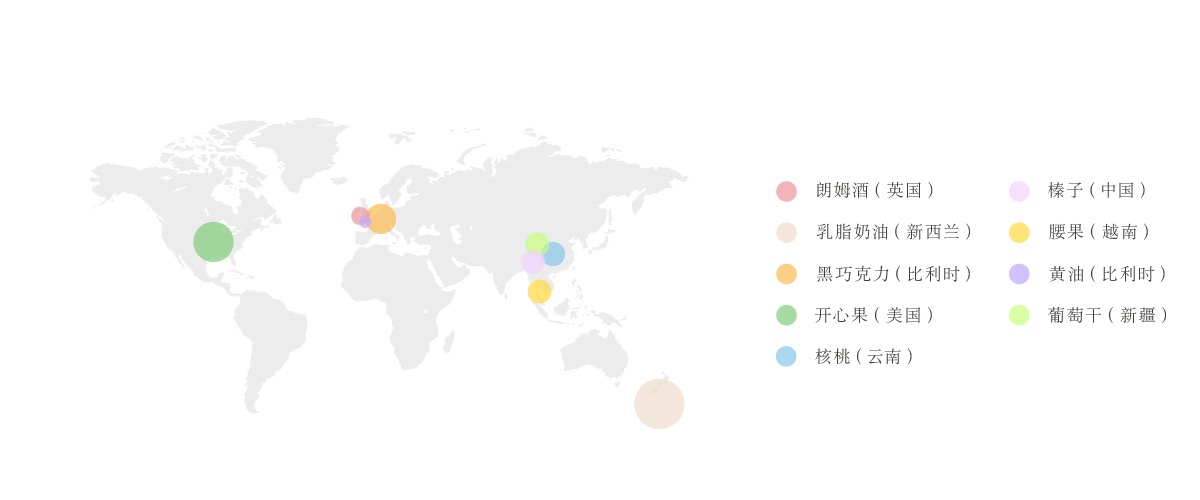 朗姆酒 ( 英国 )
乳脂奶油 ( 新西兰 )
黑巧克力 ( 比利时 )
开心果 ( 美国 )
核桃 ( 云南 )
榛子 ( 中国 )
腰果 ( 越南 )
黄油 ( 比利时 )
葡萄干 ( 新疆 )